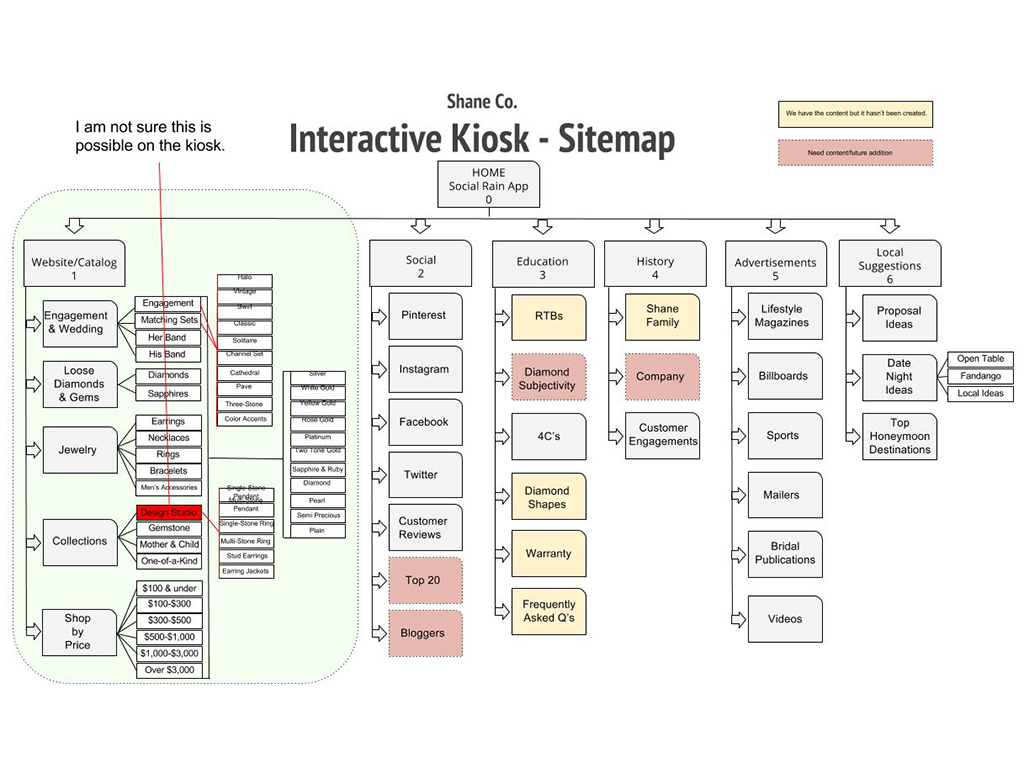 Shane Co.
Interactive Kiosk - Sitemap
I am not sure this is
possible on the kiosk.
We have the content but it hasn't been created.
Need content/future addition
HOME
Social Rain App
0
Website/Catalog
1
Engagement
& Wedding
Engagement
Matching Sets
Her Band
His Band
Loose
Diamonds
& Gems
Diamonds
Sapphires
Jewelry
Earrings
Necklaces
Rings
Bracelets
Men's Accessories
Collections
Design Studio
Gemstone
Mother & Child
One-of-a-Kind
Shop
by
Price
$100 & under
$100-$300
$300-$500
$500-$1,000
$1,000-$3,000
Over $3,000
Halo
Vintage
Swirl
Classic
Solitaire
Channel Set
Cathedral
Pave
Three-Stone
Color Accents
Single-Stone
Pendant
Multi-Stone
Pendant
Single-Stone Ring
Multi-Stone Ring
Stud Earrings
Earring Jackets
Silver
White Gold
Yellow Gold
Rose Gold
Platinum
Two Tone Gold
Sapphire & Ruby
Diamond
Pearl
Semi Precious
Plain
Social
2
Pinterest
Instagram
Facebook
Twitter
Customer
Reviews
Top 20
Bloggers
Education
3
RTBs
Diamond
Subjectivity
4C's
Diamond
Shapes
Warranty
Frequently
Asked Q's
History
4
Shane
Family
Company
Customer
Engagements
Advertisements
5
Lifestyle
Magazines
Billboards
Sports
Mailers
Bridal
Publications
Videos
Local
Suggestions
6
Proposal
Ideas
Date
Night
Ideas
Open Table
Fandango
Local Ideas
Top
Honeymoon
Destinations